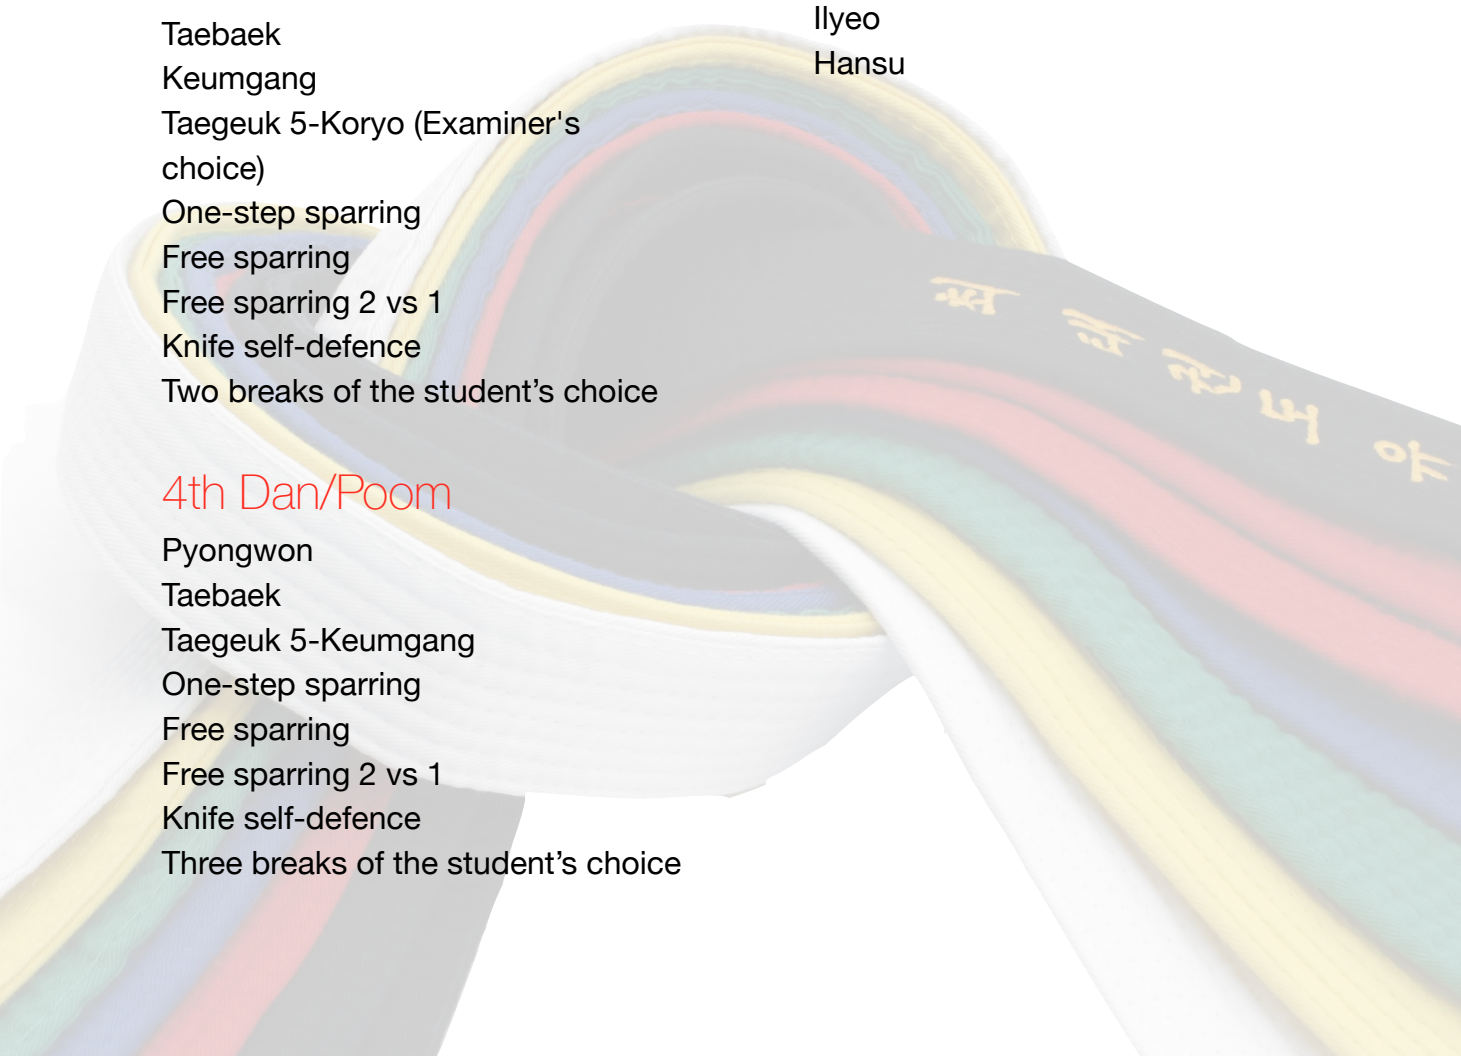 Taebaek
Keumgang
Taegeuk 5-Koryo (Examiner's
choice)
One-step sparring
Free sparring
Free sparring 2 vs 1
Knife self-defence
Two breaks of the student’s choice
4th Dan/Poom
Pyongwon
Taebaek
Taegeuk 5-Keumgang
One-step sparring
Free sparring
Free sparring 2 vs 1
Knife self-defence
Three breaks of the student’s choice
Ilyeo
Hansu